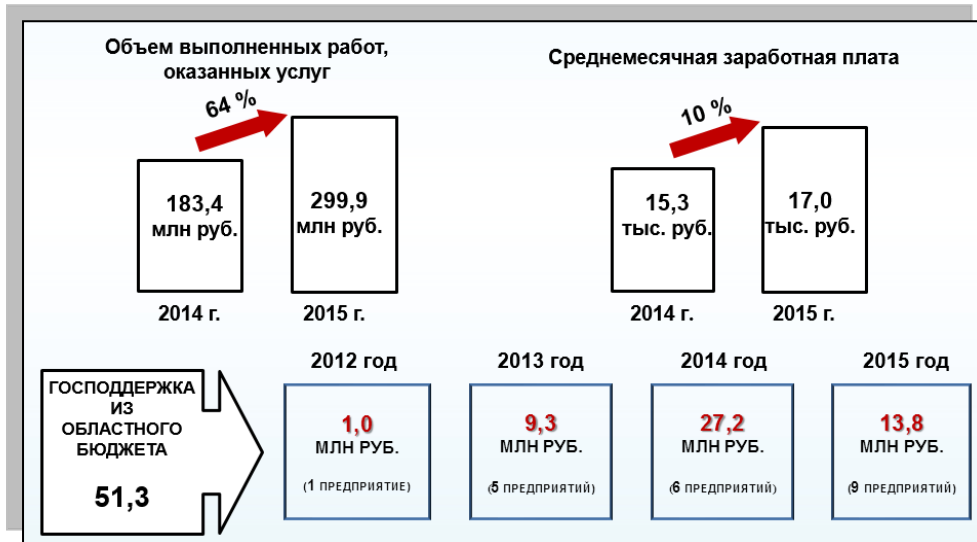 Объем выполненных работ,
оказанных услуг
64 %
183,4
млн руб.
299,9
млн руб.
2014 г.
2015 г.
Среднемесячная заработная плата
10 %
15,3
тыс. руб.
17,0
тыс. руб.
2014 г.
2015 г.
ГОСПОДДЕРЖКА
ИЗ
ОБЛАСТНОГО
БЮДЖЕТА
51,3
2012 год
1,0
МЛН РУБ.
(1 ПРЕДПРИЯТИЕ)
2013 год
9,3
МЛН РУБ.
(5 ПРЕДПРИЯТИЙ)
2014 год
27,2
МЛН РУБ.
(6 ПРЕДПРИЯТИЙ)
2015 год
13,8
МЛН РУБ.
(9 ПРЕДПРИЯТИЙ)